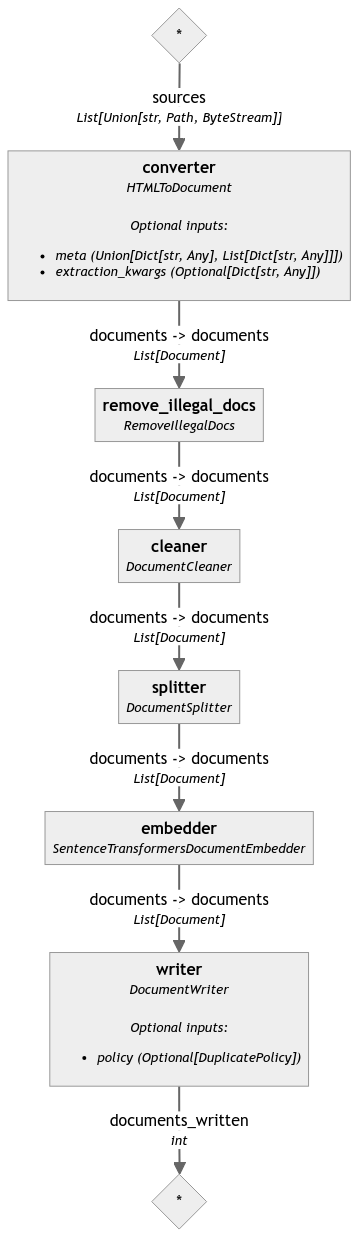 *
sources
List[Union[str, Path, ByteStream]]
converter
HTMLToDocument
Optional inputs:
• meta (Union[Dict[str, Any], List[Dict[str, Any]]])
• extraction_kwargs (Optional[Dict[str, Any]])
documents -> documents
List[Document]
remove_illegal_docs
RemoveIllegalDocs
documents -> documents
List[Document]
cleaner
DocumentCleaner
documents -> documents
List[Document]
splitter
DocumentSplitter
documents -> documents
List[Document]
embedder
SentenceTransformersDocumentEmbedder
documents -> documents
List[Document]
writer
DocumentWriter
Optional inputs:
• policy (Optional[DuplicatePolicy])
documents_written
int
*